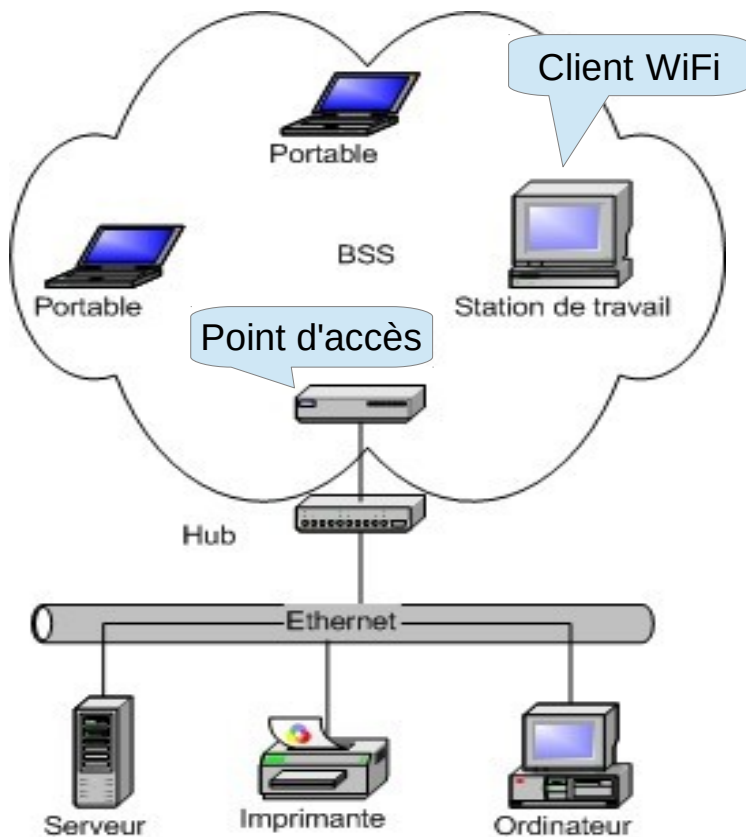 Client WiFi
Portable
BSS
Portable
Station de travail
Point d'accès
Hub
Ethernet
Serveur
Imprimante
Ordinateur